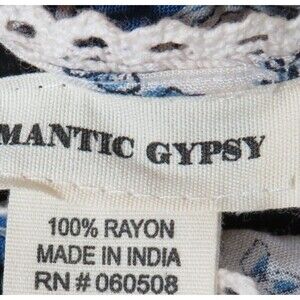 MANTIC GYPSY
100% RAYON
MADE IN INDIA
RN # 060508